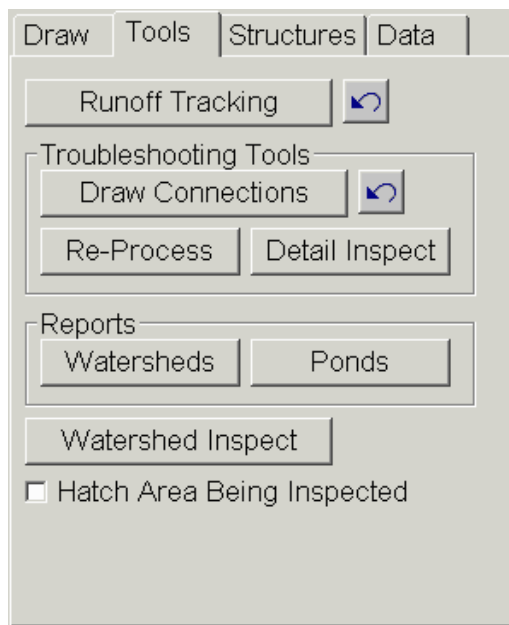 Draw Tools Structures Data
Runoff Tracking
Troubleshooting Tools
Draw Connections
Re-Process Detail Inspect
Reports
Watersheds Ponds
Watershed Inspect
Hatch Area Being Inspected